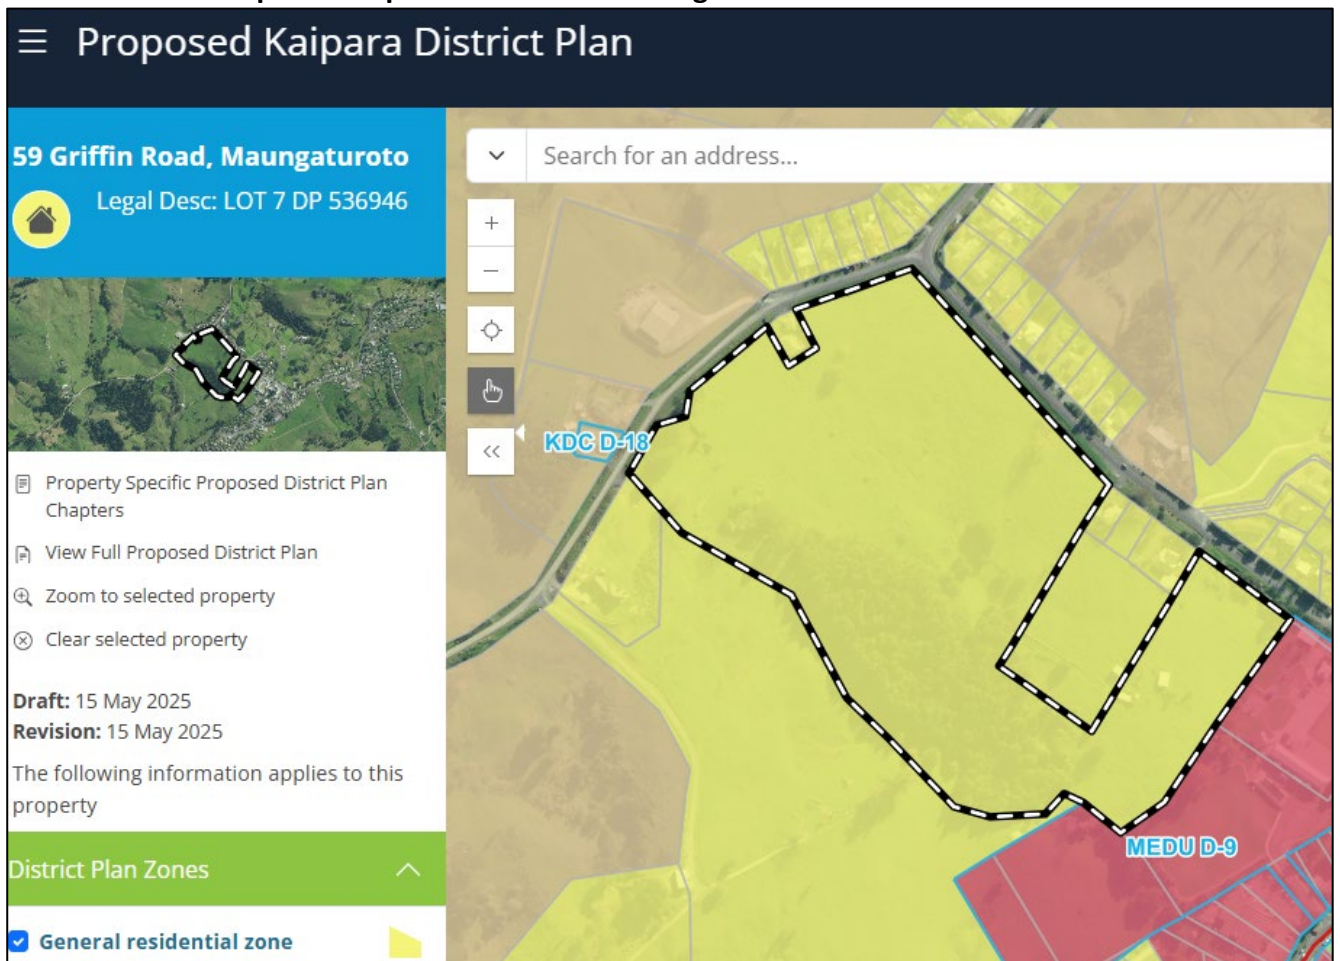 Proposed Kaipara District Plan
59 Griffin Road, Maungaturoto
Legal Desc: LOT 7 DP 536946
Search for an address...
Property Specific Proposed District Plan
Chapters
View Full Proposed District Plan
Zoom to selected property
Clear selected property
Draft: 15 May 2025
Revision: 15 May 2025
The following information applies to this
property
District Plan Zones
General residential zone
KDC D-18
MEDU D-9